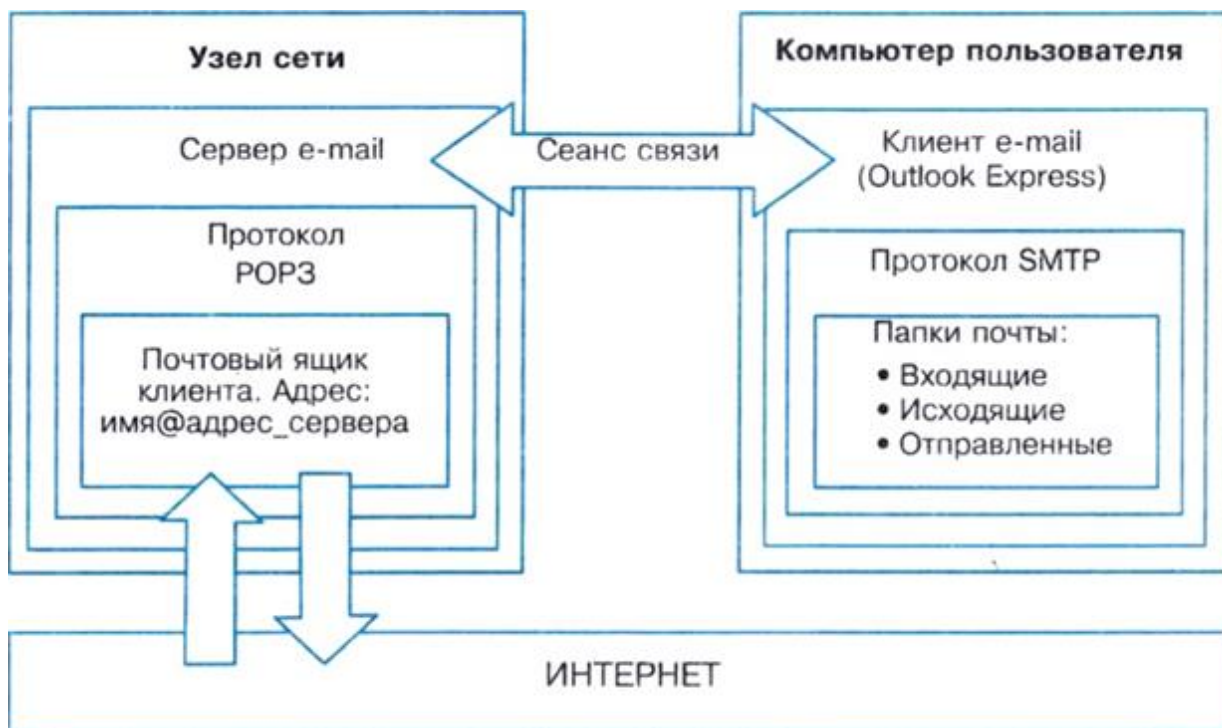 Узел сети
Сервер e-mail
Протокол
POP3
Почтовый ящик
клиента. Адрес:
имя@адрес_сервера
Сеанс связи
Компьютер пользователя
Клиент e-mail
(Outlook Express)
Протокол SMTP
Папки почты:
• Входящие
• Исходящие
• Отправленные
ИНТЕРНЕТ